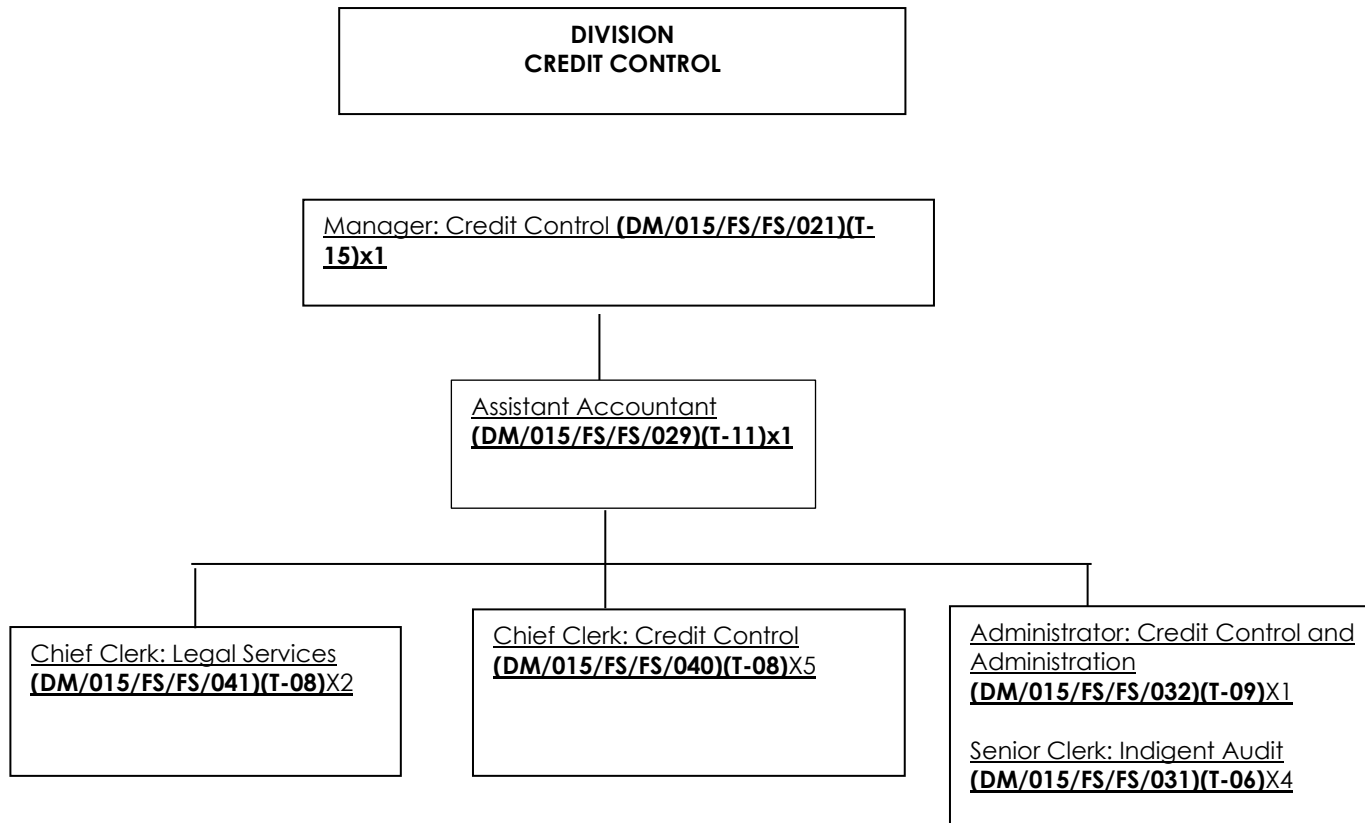 DIVISION
CREDIT CONTROL
Manager: Credit Control (DM/015/FS/FS/021)(T-
15)x1
Assistant Accountant
(DM/015/FS/FS/029)(T-11)x1
Chief Clerk: Legal Services
(DM/015/FS/FS/041)(T-08)X2
Chief Clerk: Credit Control
(DM/015/FS/FS/040)(T-08)X5
Administrator: Credit Control and
Administration
(DM/015/FS/FS/032)(T-09)X1
Senior Clerk: Indigent Audit
(DM/015/FS/FS/031)(T-06)X4